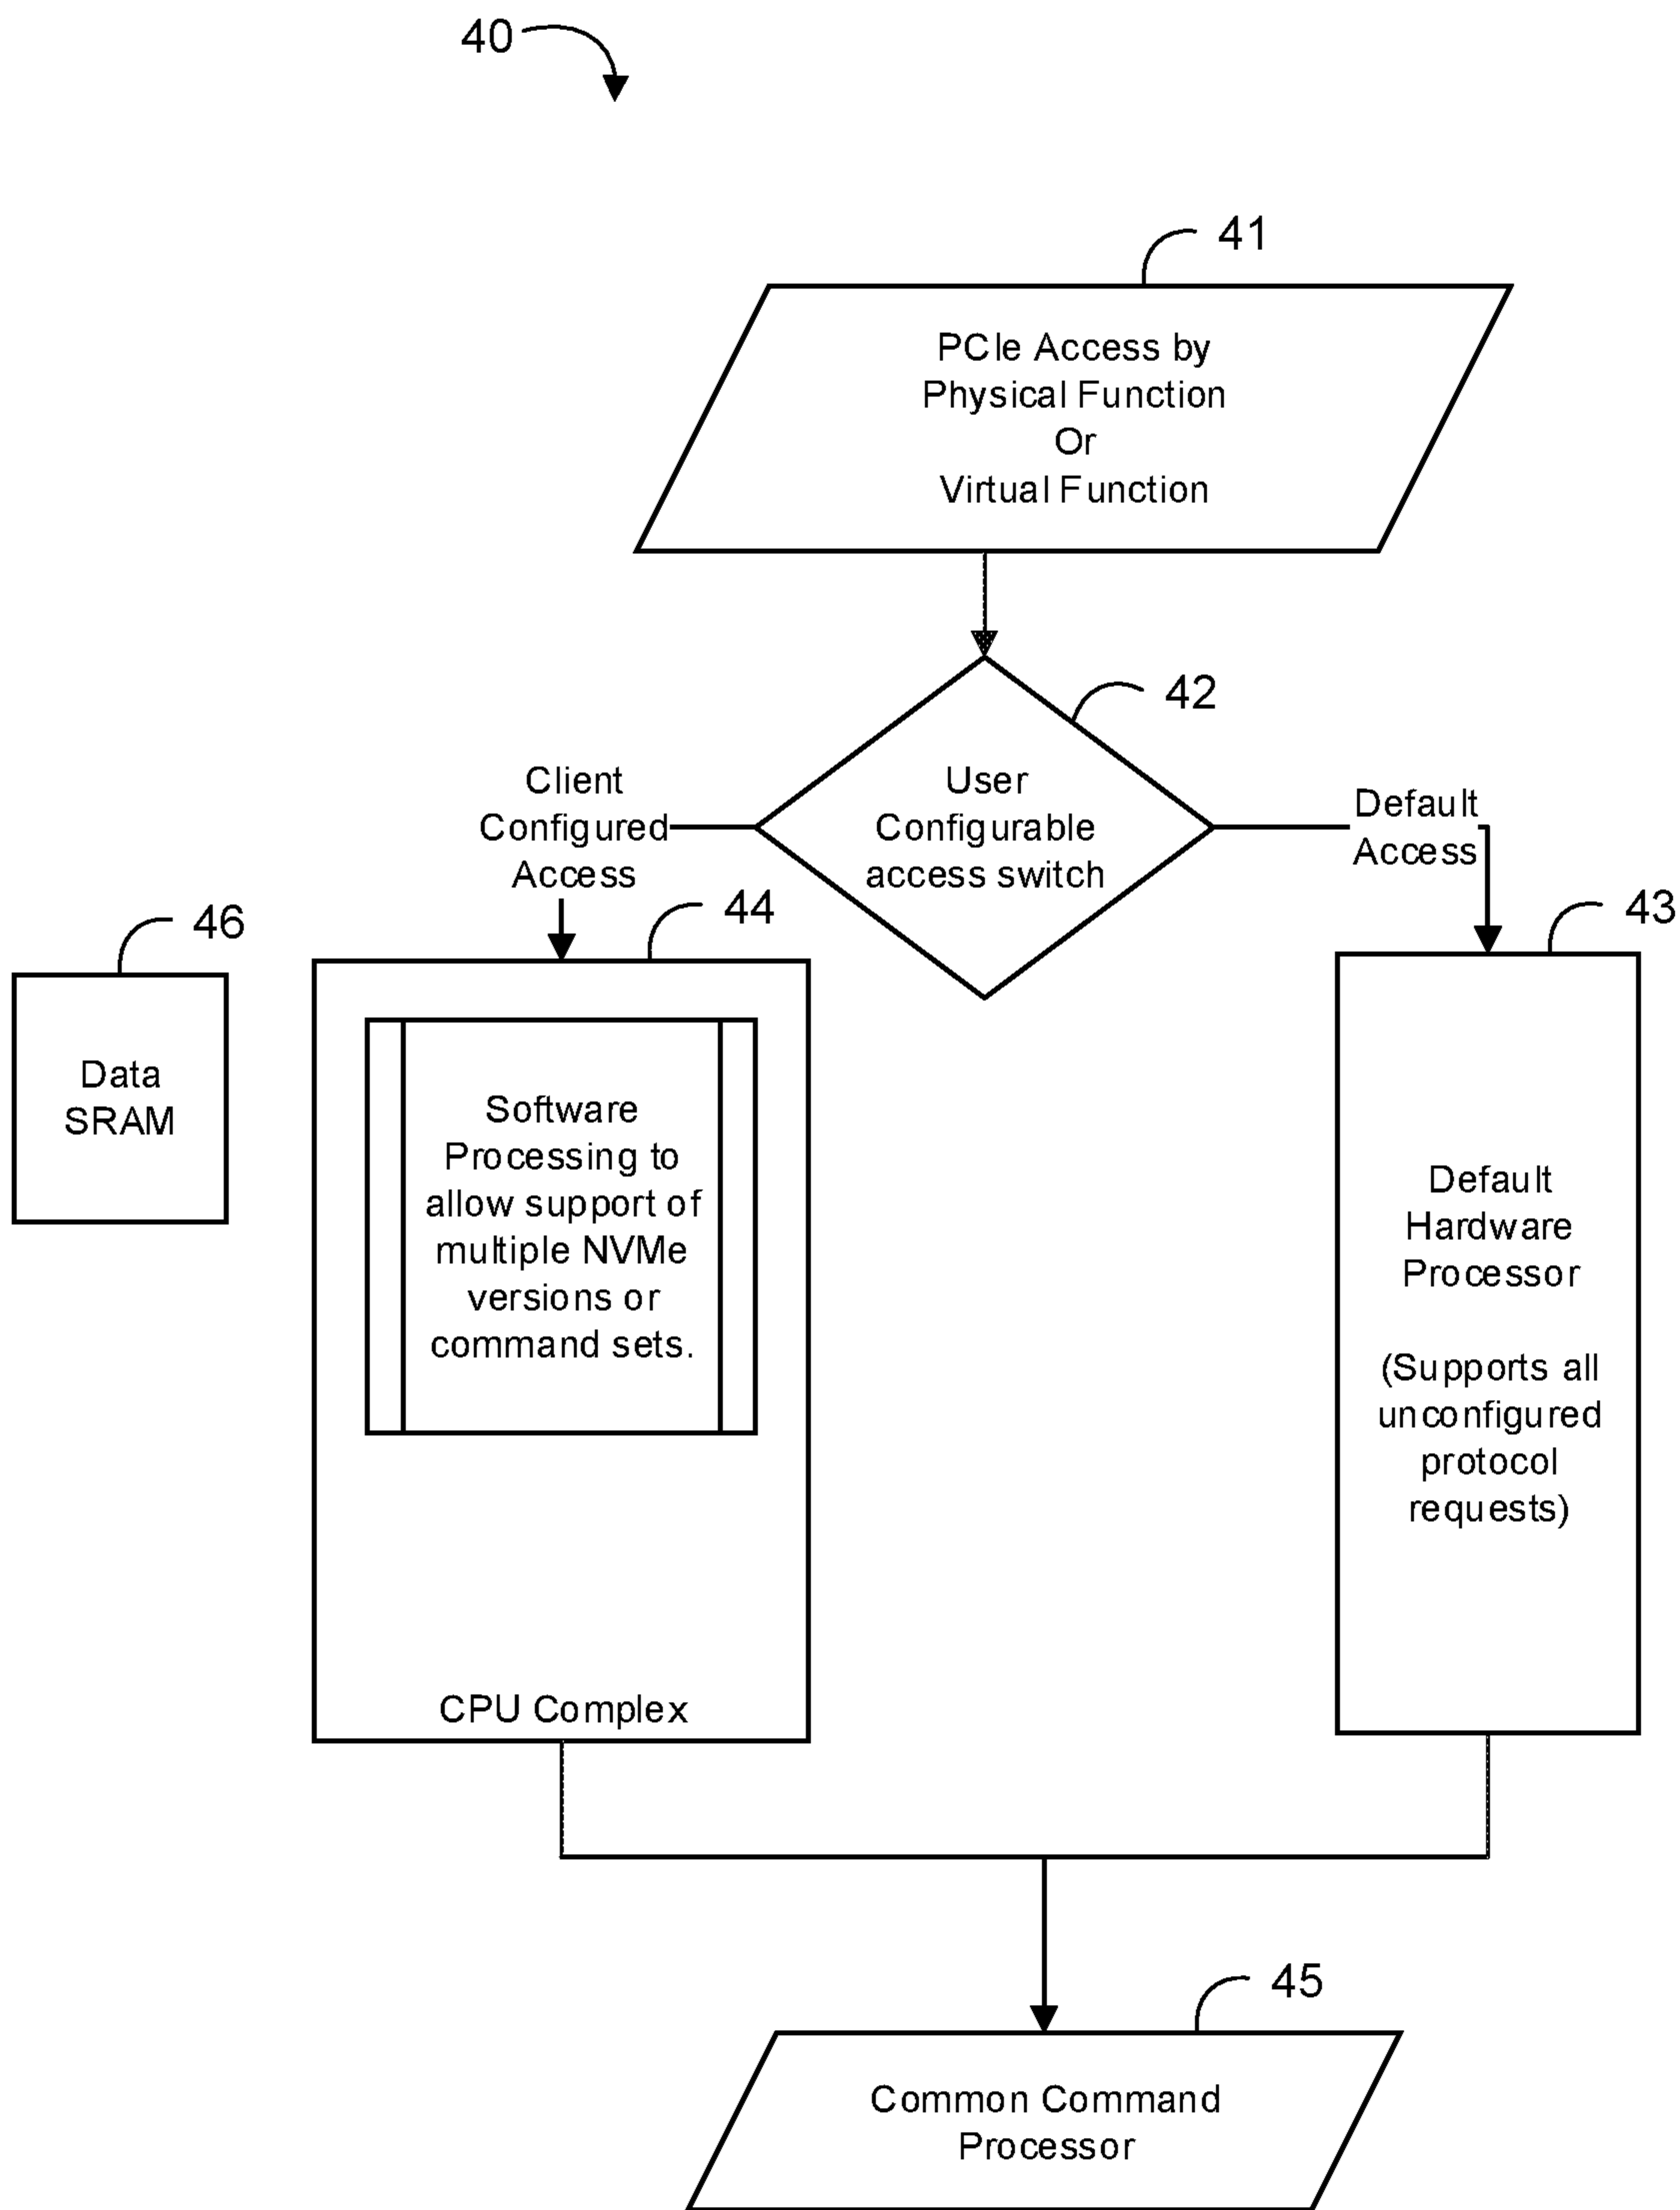 40
41
PCIe Access by
Physical Function
Or
Virtual Function
42
User
Configurable
access switch
Client
Configured
Access
Default
Access
46
Data
SRAM
44
Software
Processing to
allow support of
multiple NVMe
versions or
command sets.
CPU Complex
43
Default
Hardware
Processor
(Supports all
unconfigured
protocol
requests)
45
Common Command
Processor